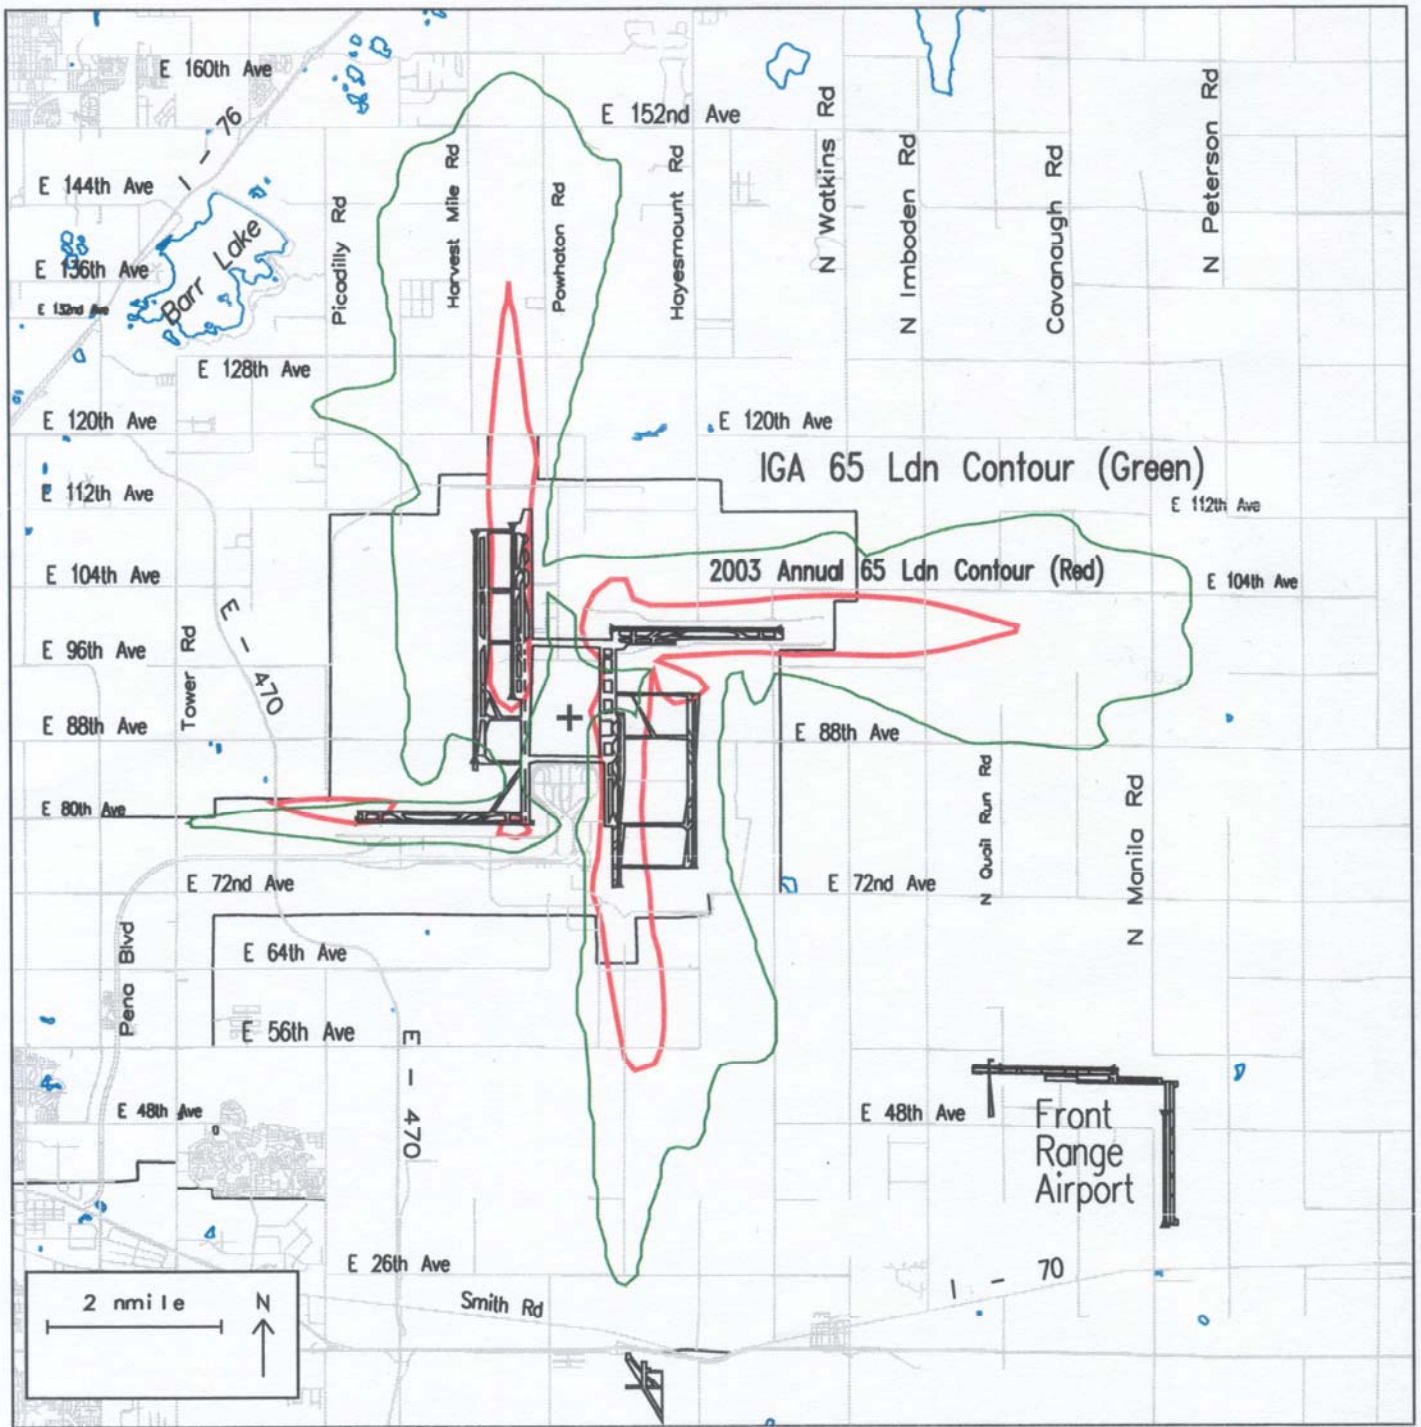 E 160th Ave
E 152nd Ave
I - 76
E 144th Ave
Barr Lake
E 136th Ave
E 132nd Ave
Picadilly Rd
Harvest Mile Rd
Powhaton Rd
Hayesmount Rd
N Watkins Rd
N Imboden Rd
Cavanaugh Rd
N Peterson Rd
E 128th Ave
E 120th Ave
E 120th Ave
IGA 65 Ldn Contour (Green)
E 112th Ave
E 112th Ave
2003 Annual 65 Ldn Contour (Red)
E 104th Ave
E 104th Ave
E - 470
E 96th Ave
Tower Rd
E 88th Ave
E 88th Ave
E 80th Ave
N Quail Run Rd
N Manila Rd
E 72nd Ave
E 72nd Ave
Pena Blvd
E 64th Ave
E 56th Ave
E - 470
E 48th Ave
E 48th Ave
Front
Range
Airport
E 26th Ave
I - 70
Smith Rd
2 nmile
N